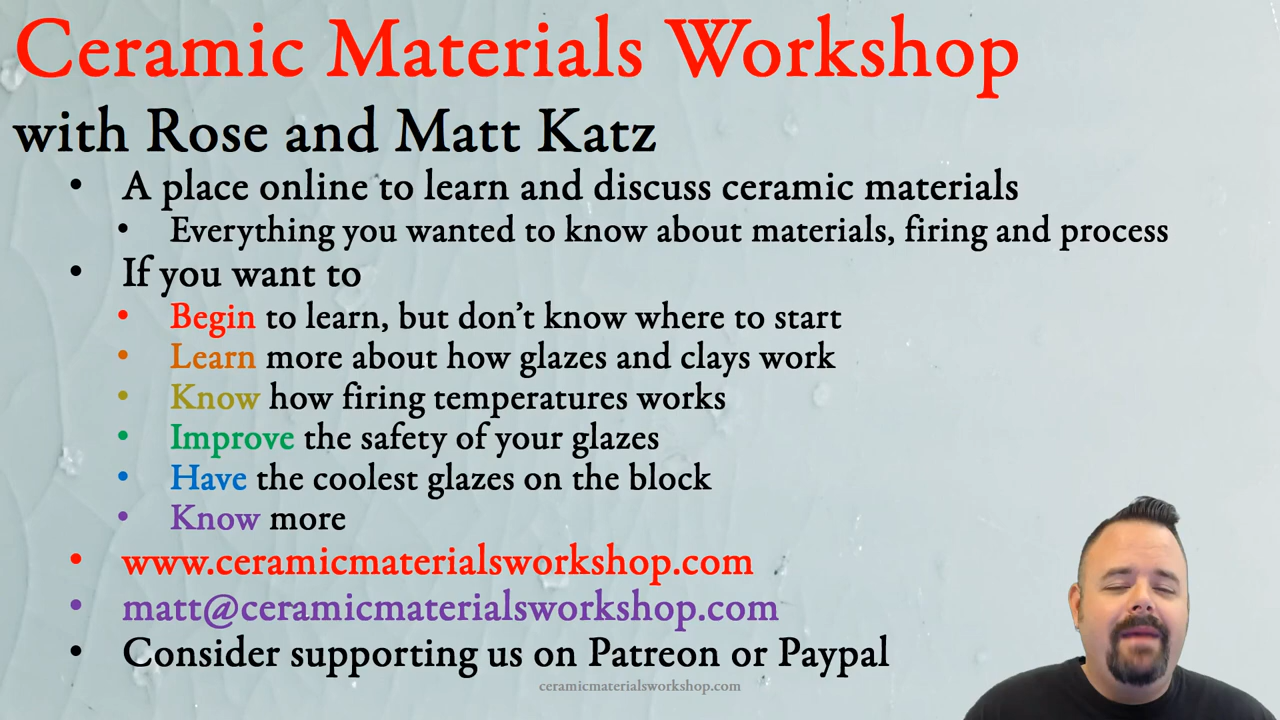 Ceramic Materials Workshop
with Rose and Matt Katz
• A place online to learn and discuss ceramic materials
• Everything you wanted to know about materials, firing and process
• If you want to
• Begin to learn, but don’t know where to start
• Learn more about how glazes and clays work
• Know how firing temperatures works
• Improve the safety of your glazes
• Have the coolest glazes on the block
• Know more
• www.ceramicmaterialsworkshop.com
• matt@ceramicmaterialsworkshop.com
• Consider supporting us on Patreon or Paypal
ceramicmaterialsworkshop.com